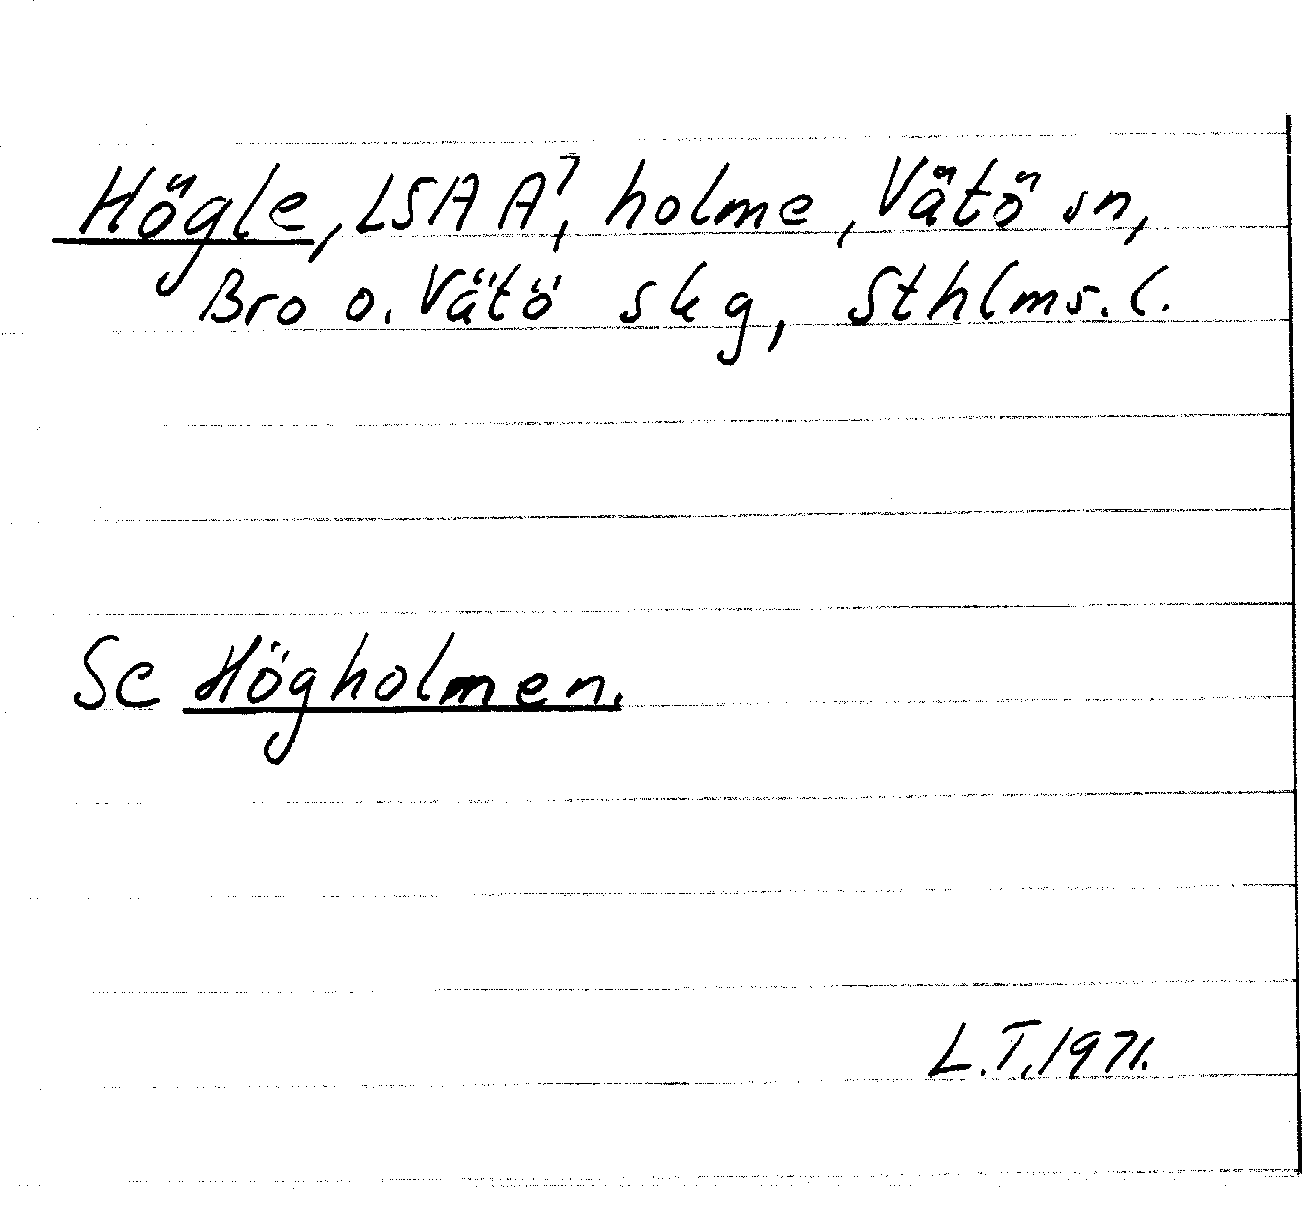 Högle, LSA A⁷, holme, Vätö sn,
Bro o. Vätö skg, Sthlms. l.
Se Högholmen.
L.T. 1971.